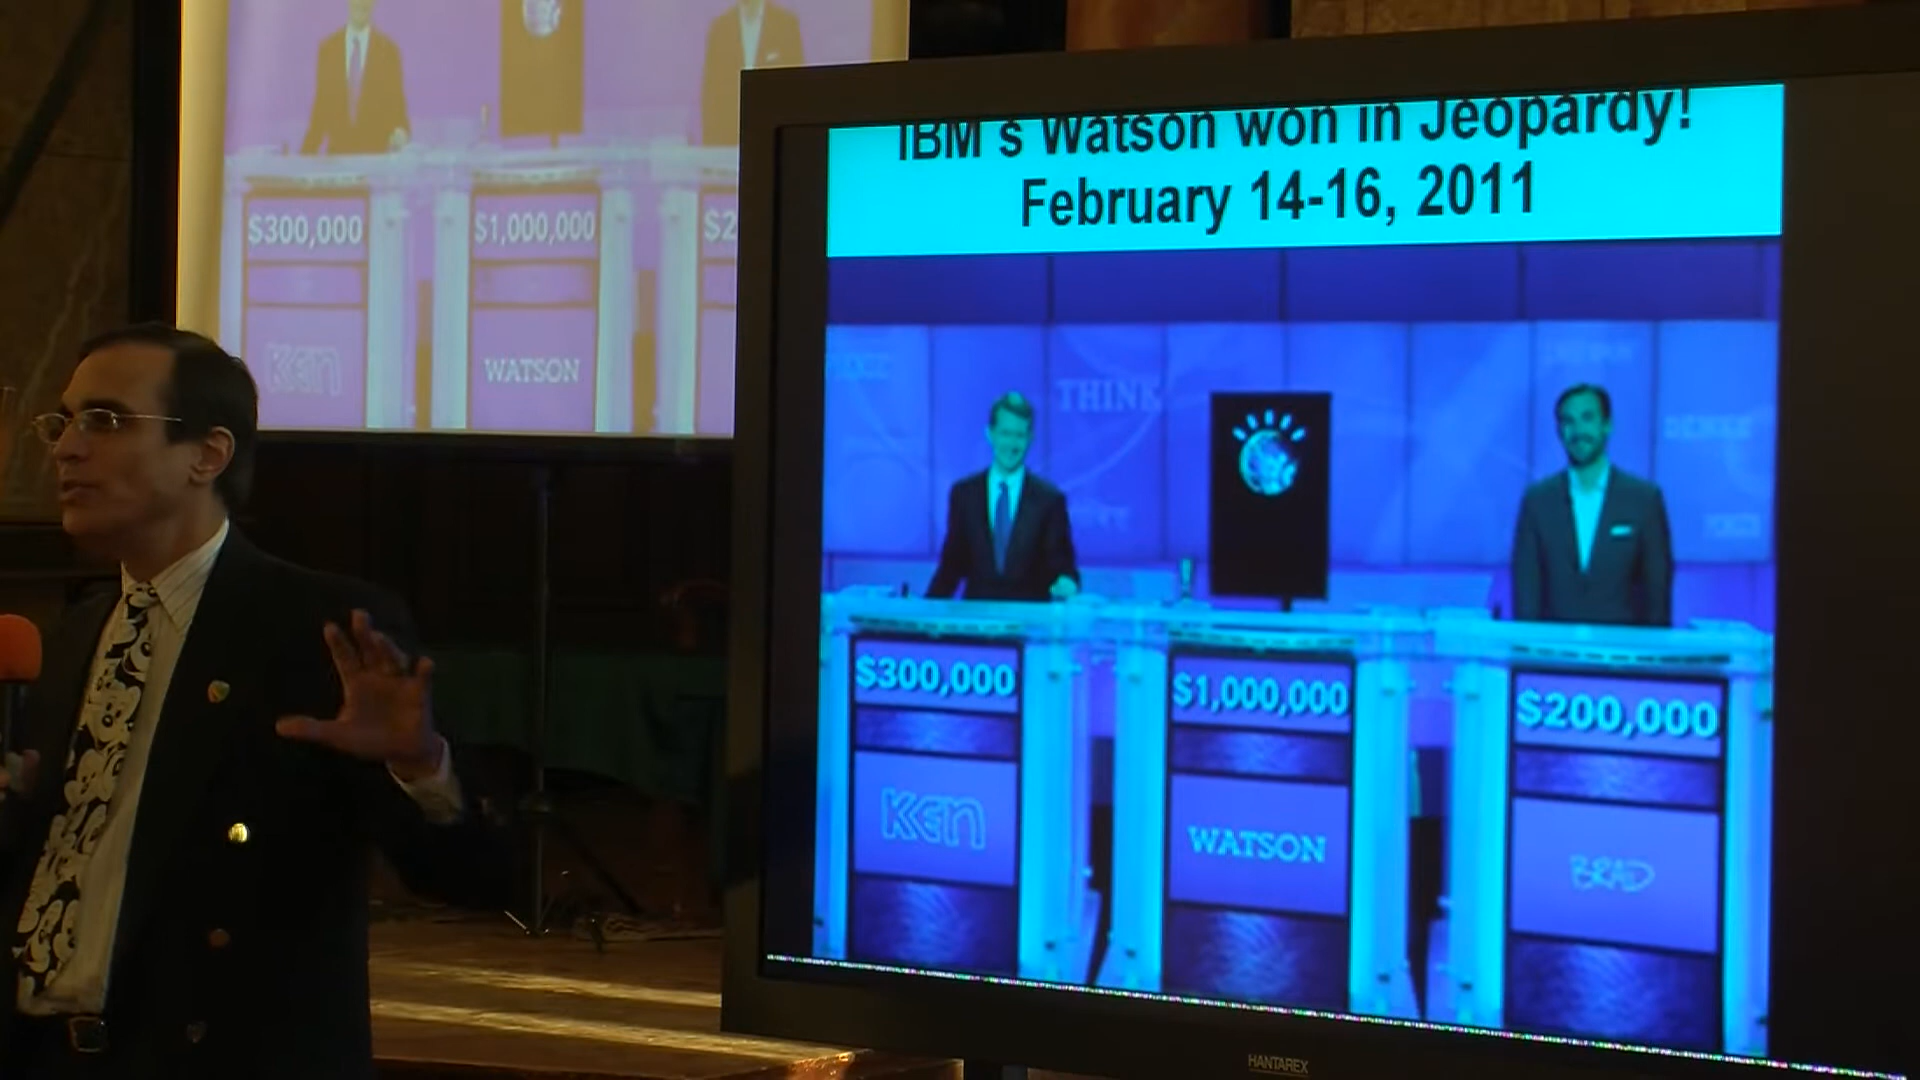 $300,000
$1,000,000
$2
Ken
WATSON
IBM's Watson won in Jeopardy!
February 14-16, 2011
THINK
$300,000
$1,000,000
$200,000
Ken
WATSON
BRAD
HANTAREX